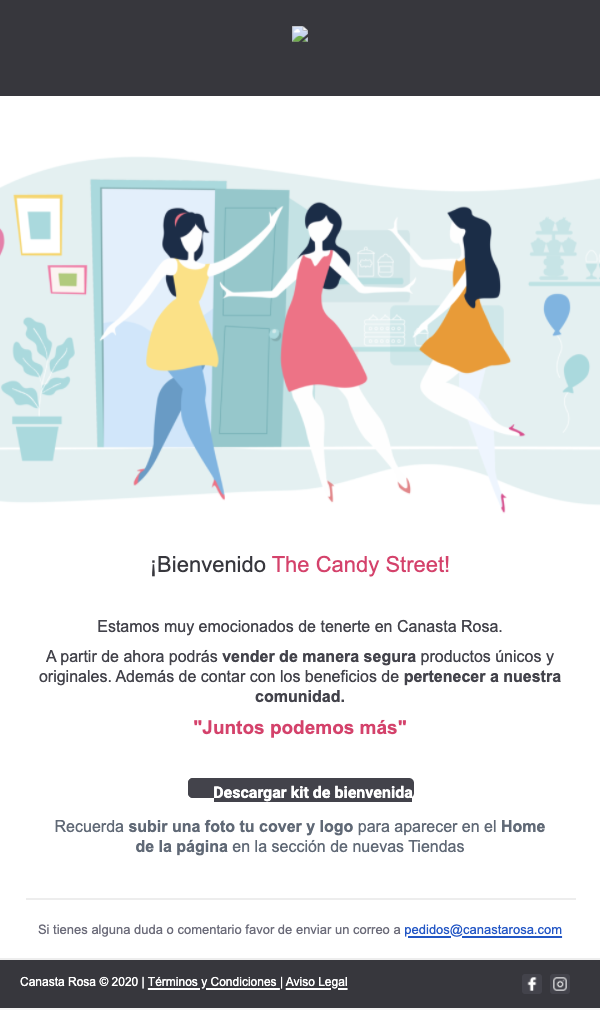 ¡Bienvenido The Candy Street!
Estamos muy emocionados de tenerte en Canasta Rosa.
A partir de ahora podrás vender de manera segura productos únicos y
originales. Además de contar con los beneficios de pertenecer a nuestra
comunidad.
"Juntos podemos más"
Descargar kit de bienvenida
Recuerda subir una foto tu cover y logo para aparecer en el Home
de la página en la sección de nuevas Tiendas
Si tienes alguna duda o comentario favor de enviar un correo a pedidos@canastarosa.com
Canasta Rosa © 2020 | Términos y Condiciones | Aviso Legal